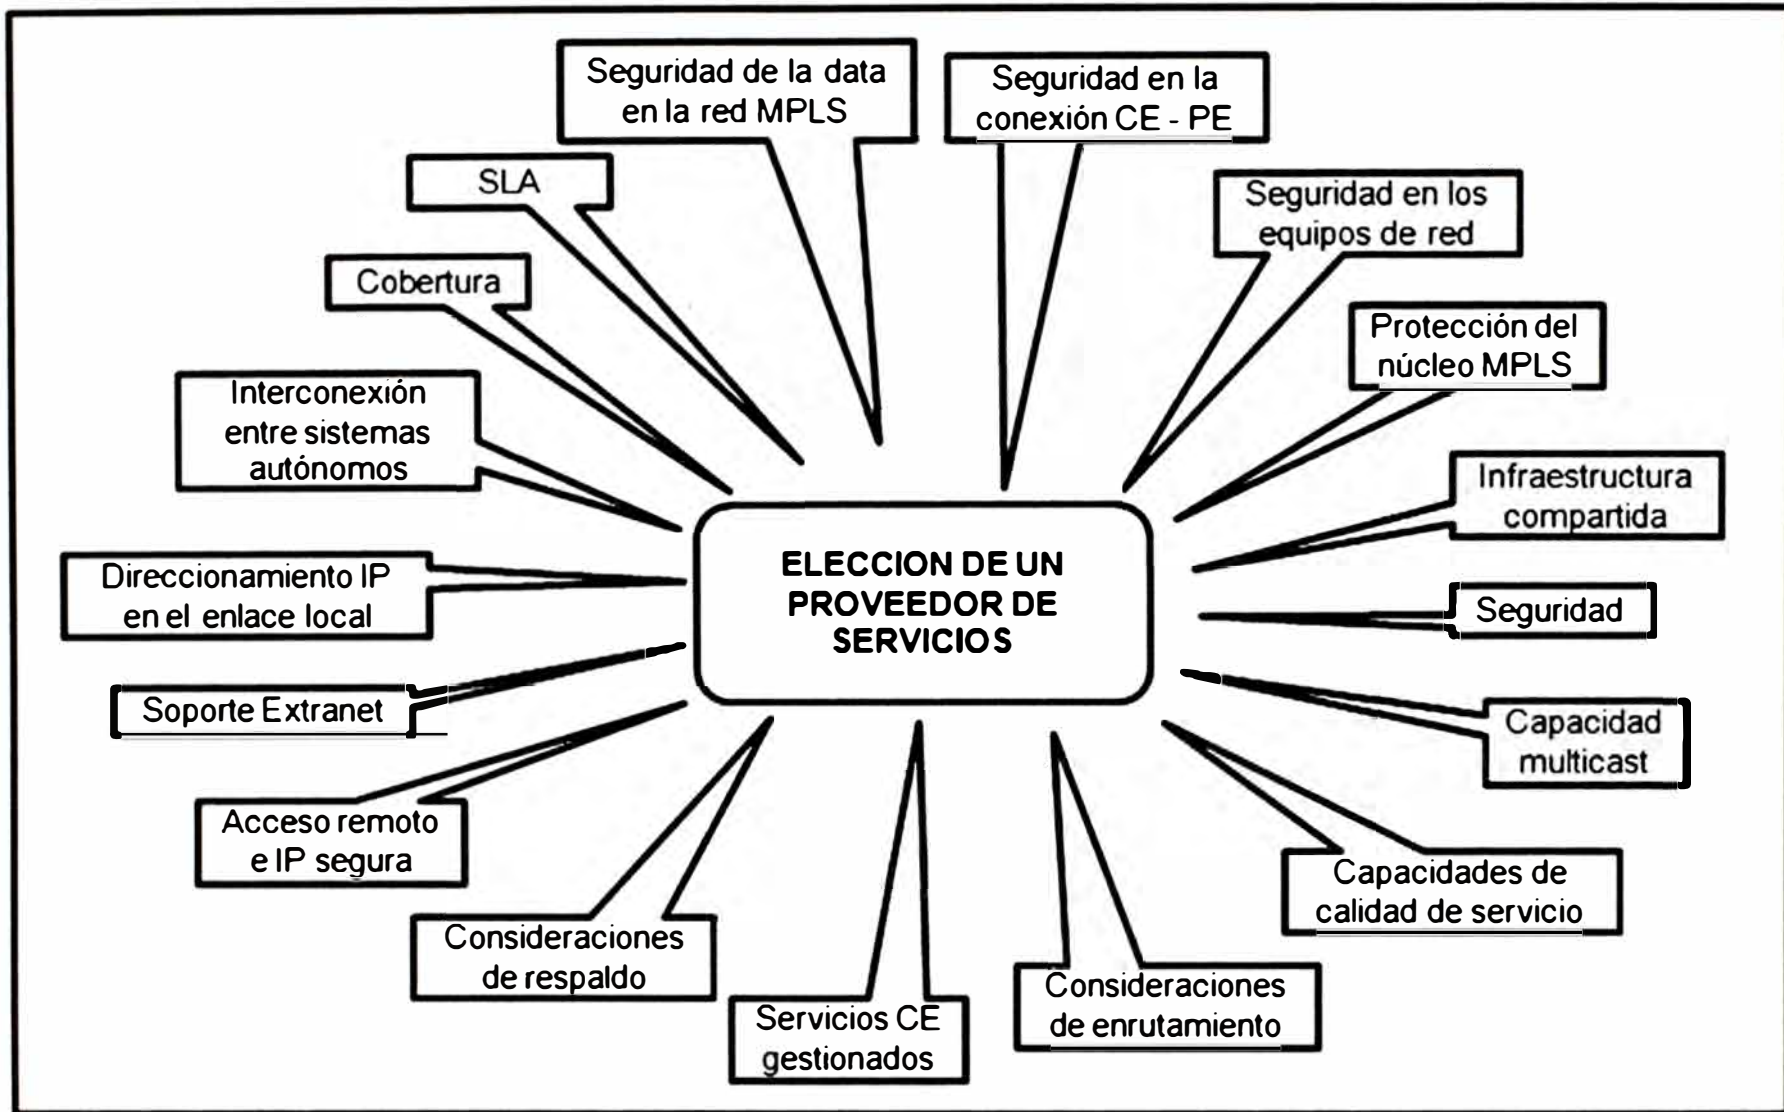 Seguridad de la data
en la red MPLS
Seguridad en la
conexión CE - PE
SLA
Seguridad en los
equipos de red
Cobertura
Protección del
núcleo MPLS
Interconexión
entre sistemas
autónomos
Infraestructura
compartida
ELECCION DE UN
PROVEEDOR DE
SERVICIOS
Direccionamiento IP
en el enlace local
Seguridad
Soporte Extranet
Capacidad
multicast
Acceso remoto
e IP segura
Capacidades de
calidad de servicio
Consideraciones
de respaldo
Consideraciones
de enrutamiento
Servicios CE
gestionados